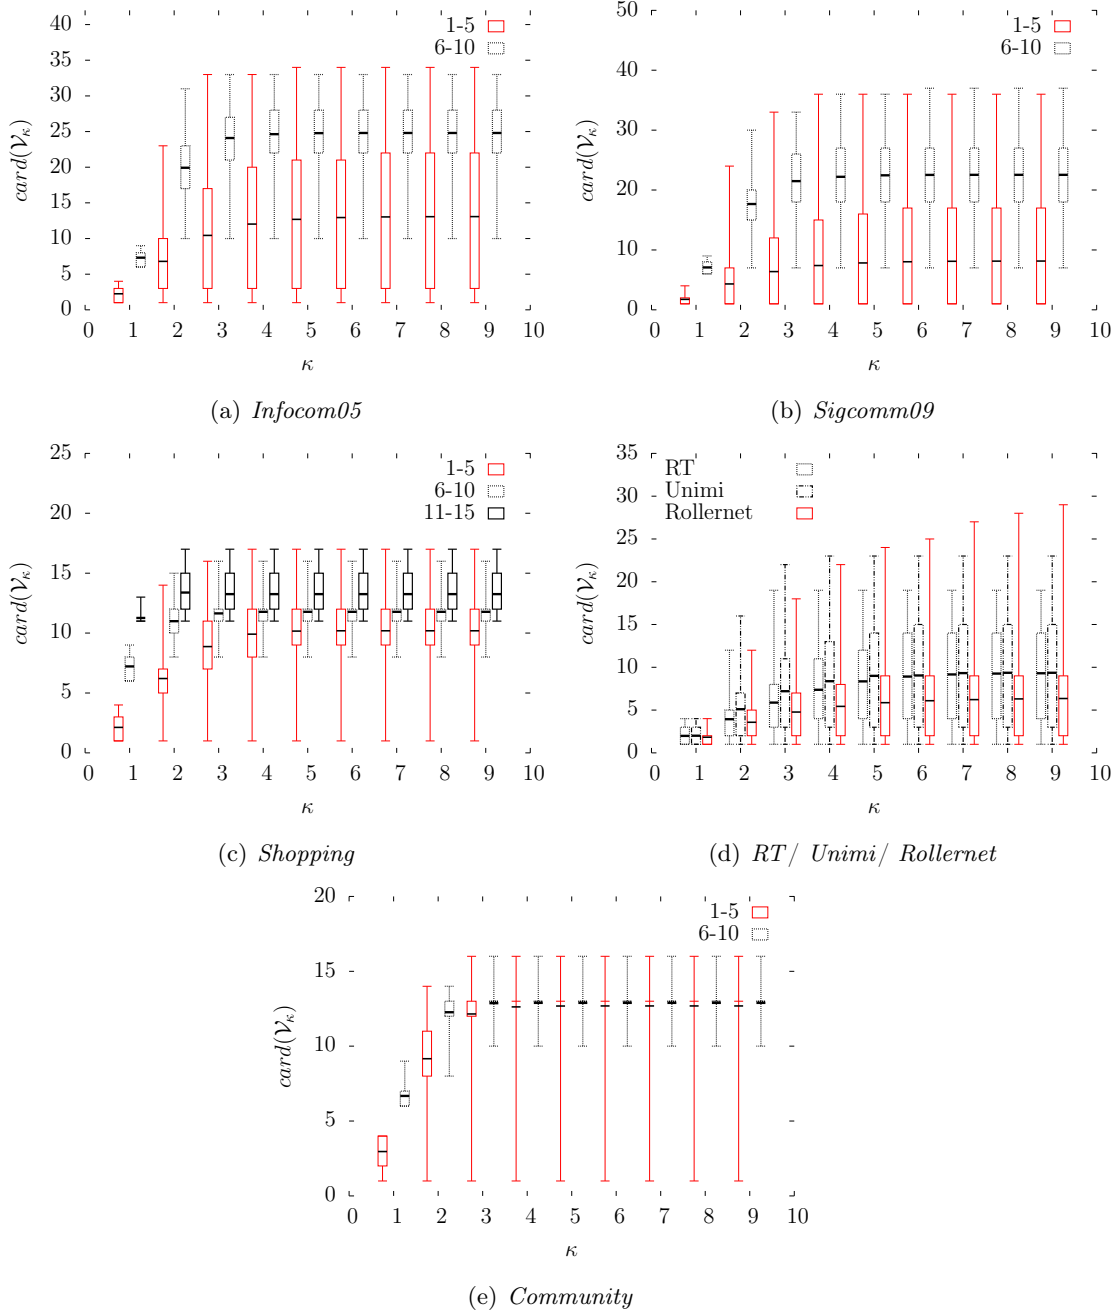 40
35
30
25
20
15
10
5
0
card(𝒱κ)
1-5
6-10
0 1 2 3 4 5 6 7 8 9 10
κ
(a) Infocom05
50
40
30
20
10
0
card(𝒱κ)
1-5
6-10
0 1 2 3 4 5 6 7 8 9 10
κ
(b) Sigcomm09
25
20
15
10
5
0
card(𝒱κ)
1-5
6-10
11-15
0 1 2 3 4 5 6 7 8 9 10
κ
(c) Shopping
35
30
25
20
15
10
5
0
card(𝒱κ)
RT
Unimi
Rollernet
0 1 2 3 4 5 6 7 8 9 10
κ
(d) RT/ Unimi/ Rollernet
20
15
10
5
0
card(𝒱κ)
1-5
6-10
0 1 2 3 4 5 6 7 8 9 10
κ
(e) Community